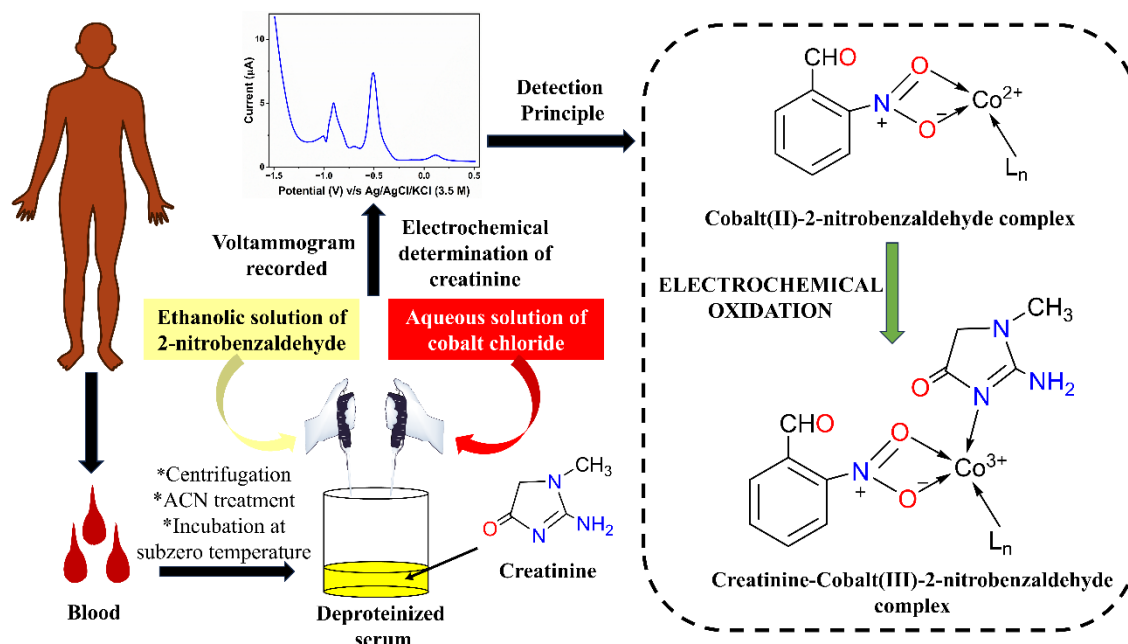 10
5
0
Current (µA)
−1.5
−1.0
−0.5
0.0
0.5
Potential (V) v/s Ag/AgCl/KCl (3.5 M)
Detection
Principle
Voltammogram
recorded
Electrochemical
determination of
creatinine
Ethanolic solution of
2-nitrobenzaldehyde
Aqueous solution of
cobalt chloride
*Centrifugation
*ACN treatment
*Incubation at
subzero temperature
Blood
CH3
O
N
N
NH2
Creatinine
Deproteinized
serum
CHO
N
+
O
O−
Co2+
Ln
Cobalt(II)-2-nitrobenzaldehyde complex
ELECTROCHEMICAL
OXIDATION
CH3
N
O
N
NH2
CHO
N
+
O
O−
Co3+
Ln
Creatinine-Cobalt(III)-2-nitrobenzaldehyde
complex